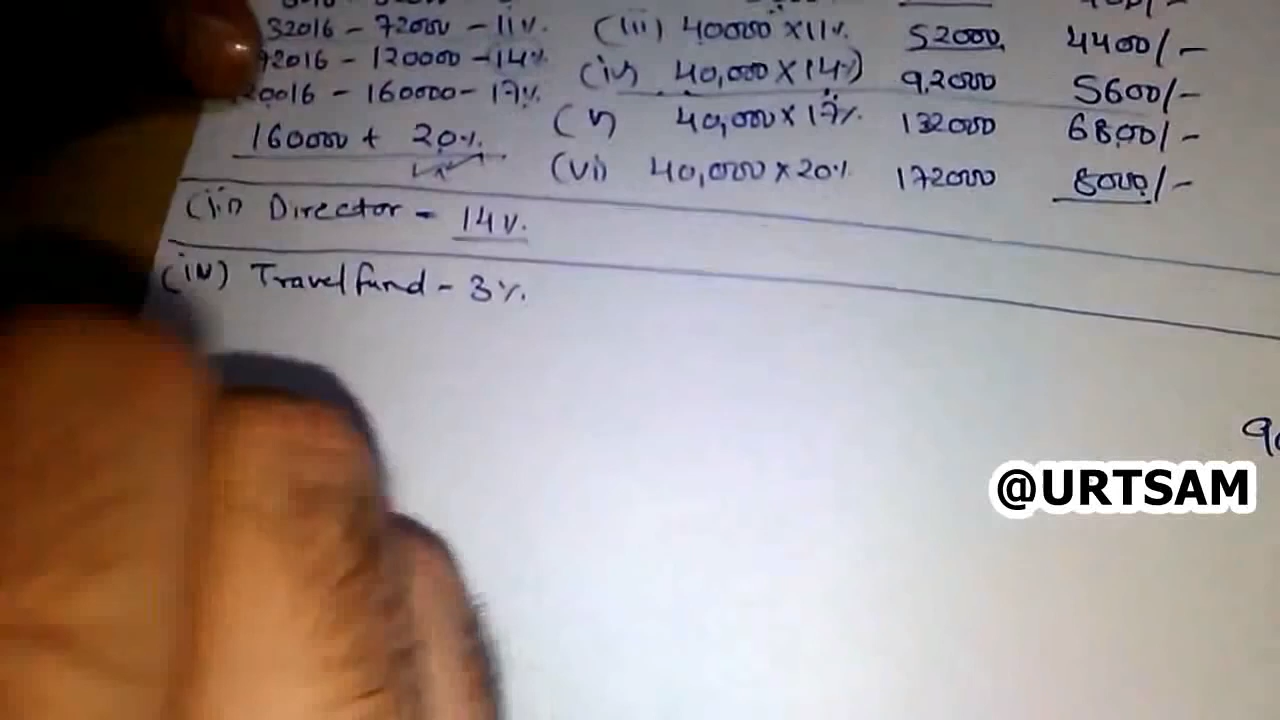 32016 - 72000 - 11% (iii) 40000 × 11% 52000 4400/-
92016 - 120000 - 14% (iv) 40,000 × 14%) 92000 5600/-
20016 - 160000 - 17% (v) 40,000 × 17% 132000 6800/-
160000 + 20% (vi) 40,000 × 20% 172000 8000/-
Director - 14%
(iv) Travel fund - 3%
@URTSAM